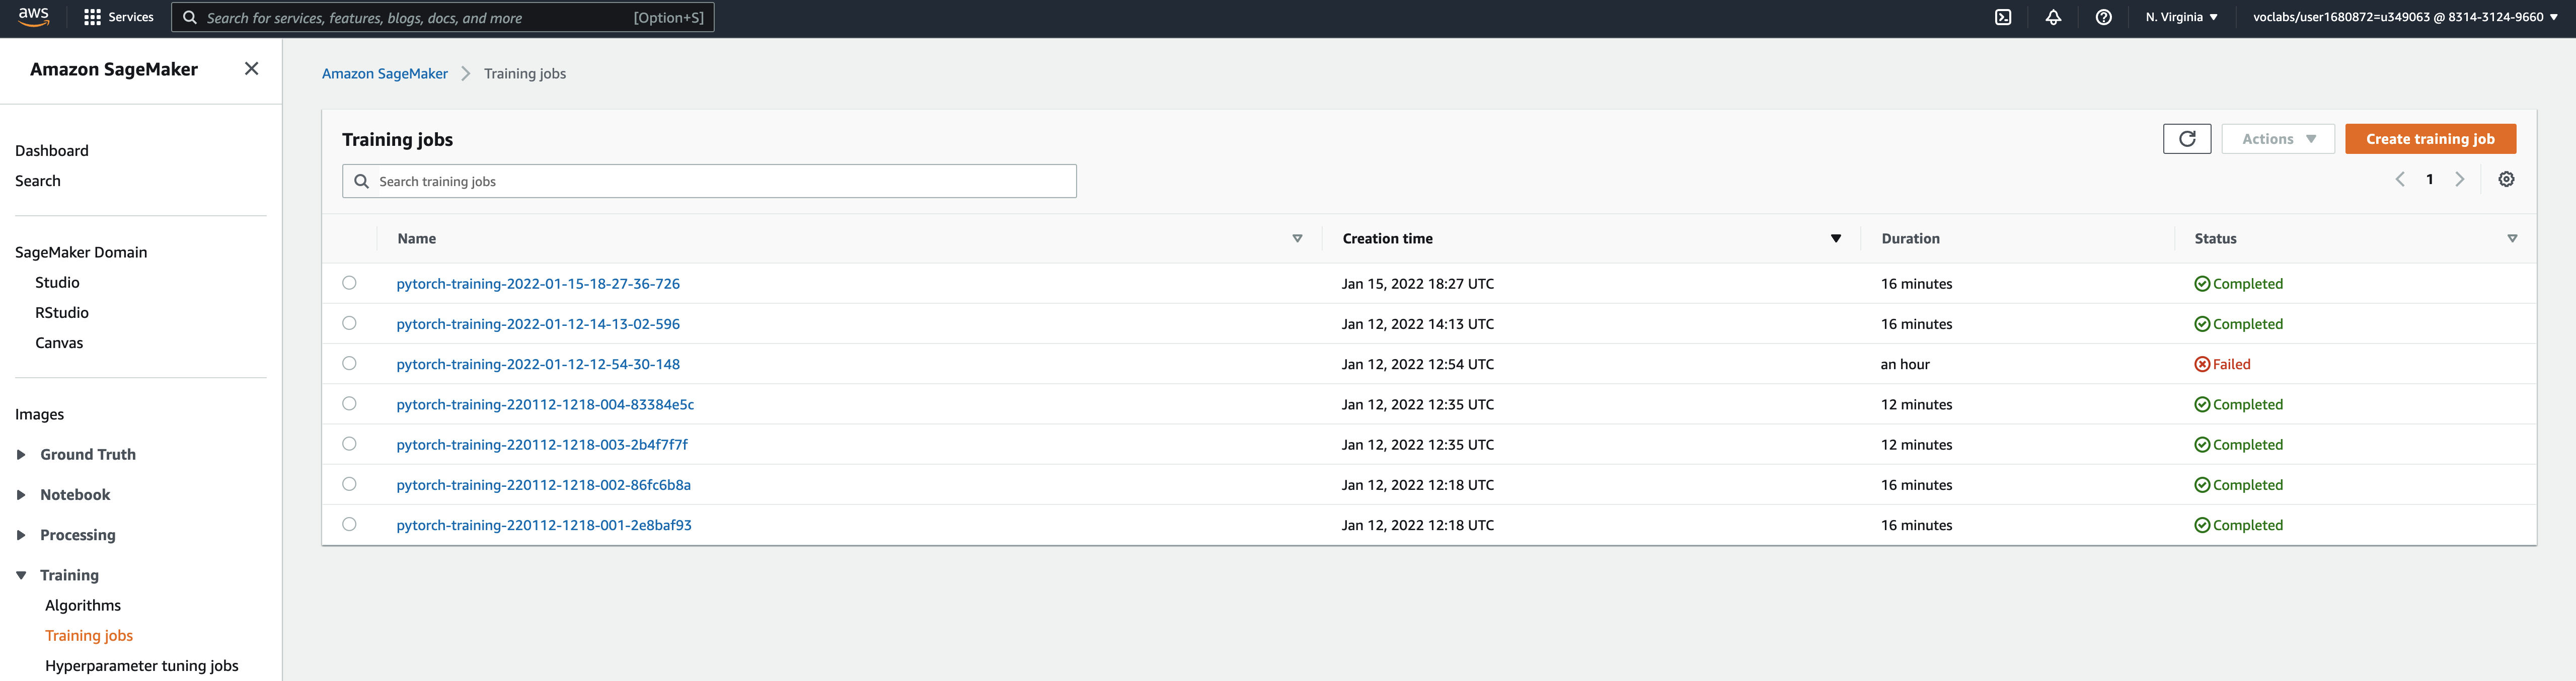 aws
Services
Search for services, features, blogs, docs, and more
[Option+S]
N. Virginia
voclabs/user1680872=u349063 @ 8314-3124-9660
Amazon SageMaker
Dashboard
Search
SageMaker Domain
Studio
RStudio
Canvas
Images
Ground Truth
Notebook
Processing
Training
Algorithms
Training jobs
Hyperparameter tuning jobs
Amazon SageMaker > Training jobs
Training jobs
Actions
Create training job
Search training jobs
1
Name Creation time Duration Status
pytorch-training-2022-01-15-18-27-36-726 Jan 15, 2022 18:27 UTC 16 minutes Completed
pytorch-training-2022-01-12-14-13-02-596 Jan 12, 2022 14:13 UTC 16 minutes Completed
pytorch-training-2022-01-12-12-54-30-148 Jan 12, 2022 12:54 UTC an hour Failed
pytorch-training-220112-1218-004-83384e5c Jan 12, 2022 12:35 UTC 12 minutes Completed
pytorch-training-220112-1218-003-2b4f7f7f Jan 12, 2022 12:35 UTC 12 minutes Completed
pytorch-training-220112-1218-002-86fc6b8a Jan 12, 2022 12:18 UTC 16 minutes Completed
pytorch-training-220112-1218-001-2e8baf93 Jan 12, 2022 12:18 UTC 16 minutes Completed